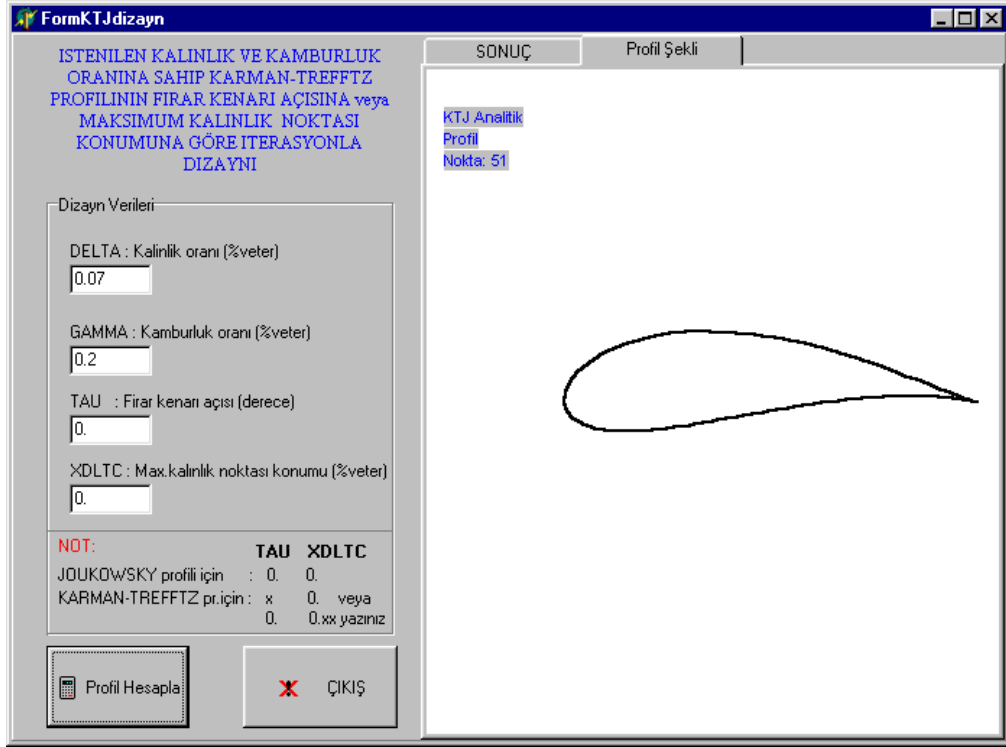 FormKTJdizayn
ISTENILEN KALINLIK VE KAMBURLUK
ORANINA SAHIP KARMAN-TREFFTZ
PROFILININ FIRAR KENARI AÇISINA veya
MAKSIMUM KALINLIK NOKTASI
KONUMUNA GÖRE ITERASYONLA
DIZAYNI
Dizayn Verileri
DELTA : Kalinlik oranı (%veter)
0.07
GAMMA : Kamburluk oranı (%veter)
0.2
TAU : Firar kenarı açısı (derece)
0.
XDLTC : Max.kalınlık noktası konumu (%veter)
0.
NOT:
TAU XDLTC
JOUKOWSKY profili için : 0. 0.
KARMAN-TREFFTZ pr.için : x 0. veya
0. 0.xx yazınız
Profil Hesapla
ÇIKIŞ
SONUÇ
Profil Şekli
KTJ Analitik
Profil
Nokta: 51